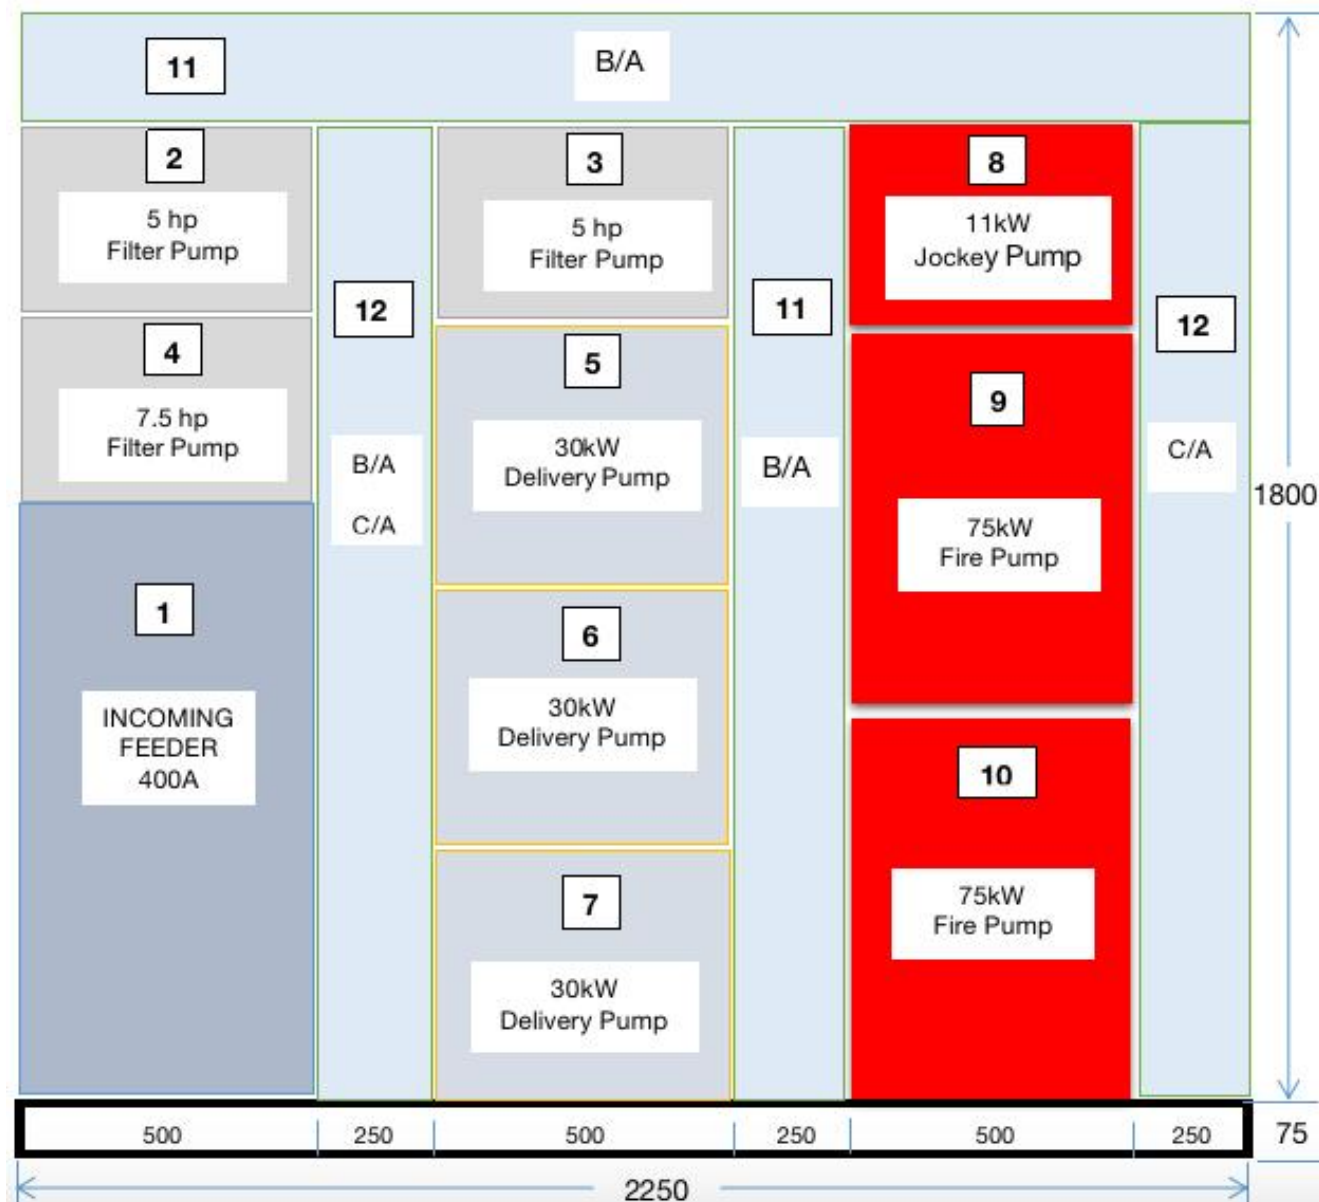 11
B/A
2
5 hp
Filter Pump
3
5 hp
Filter Pump
8
11kW
Jockey Pump
12
11
12
4
7.5 hp
Filter Pump
5
30kW
Delivery Pump
9
75kW
Fire Pump
B/A
C/A
B/A
C/A
1800
1
INCOMING
FEEDER
400A
6
30kW
Delivery Pump
10
75kW
Fire Pump
7
30kW
Delivery Pump
500 250 500 250 500 250 75
2250